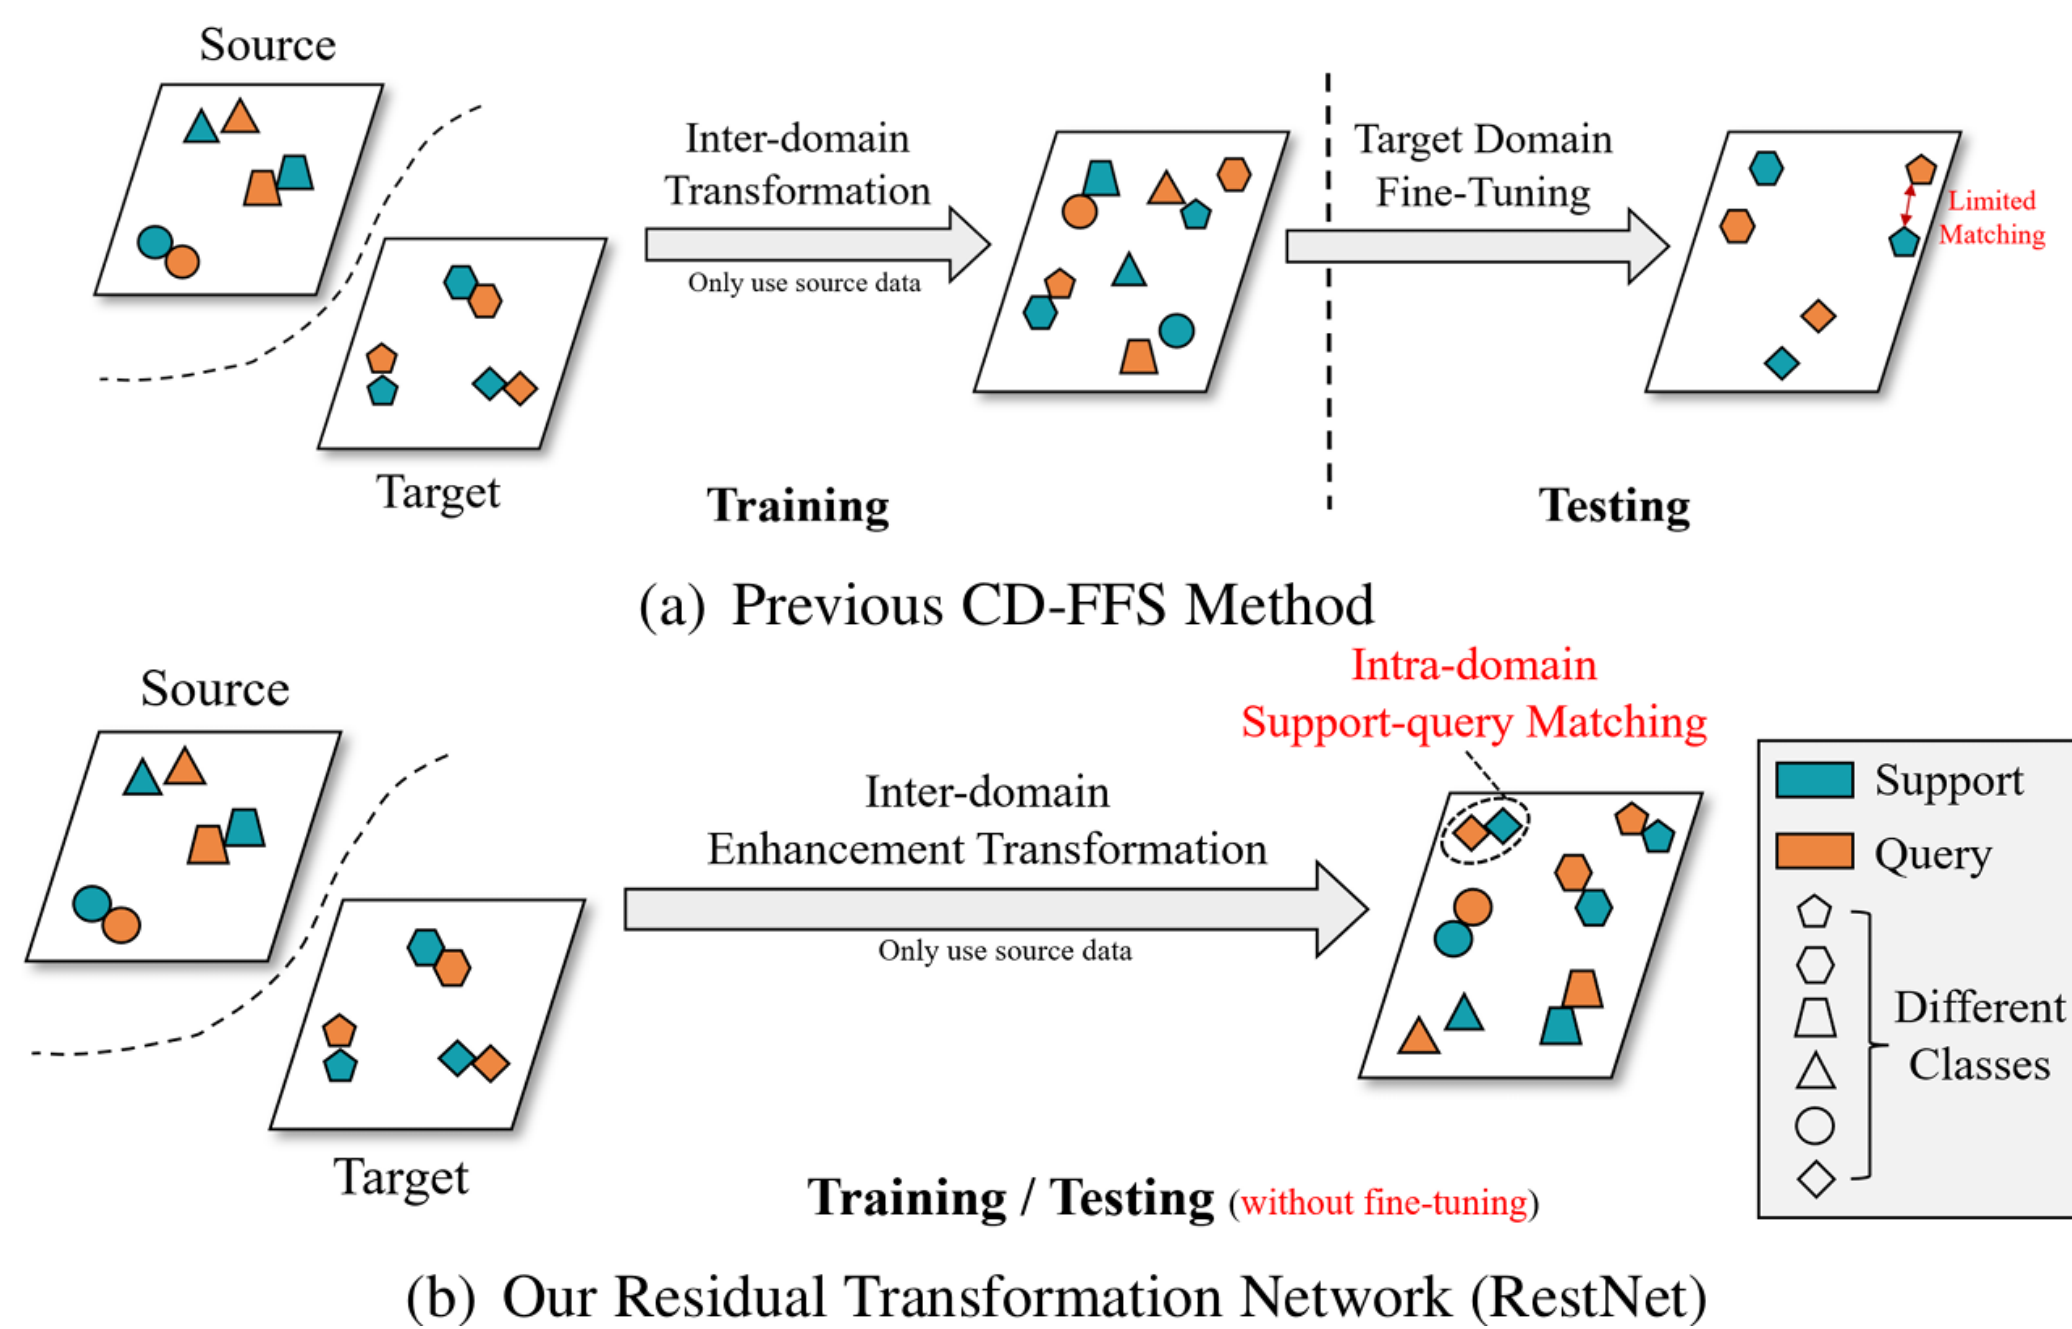 Source
Inter-domain
Transformation
Only use source data
Target Domain
Fine-Tuning
Limited
Matching
Target
Training
Testing
(a) Previous CD-FFS Method
Source
Intra-domain
Support-query Matching
Inter-domain
Enhancement Transformation
Only use source data
Support
Query
Different
Classes
Target
Training / Testing (without fine-tuning)
(b) Our Residual Transformation Network (RestNet)